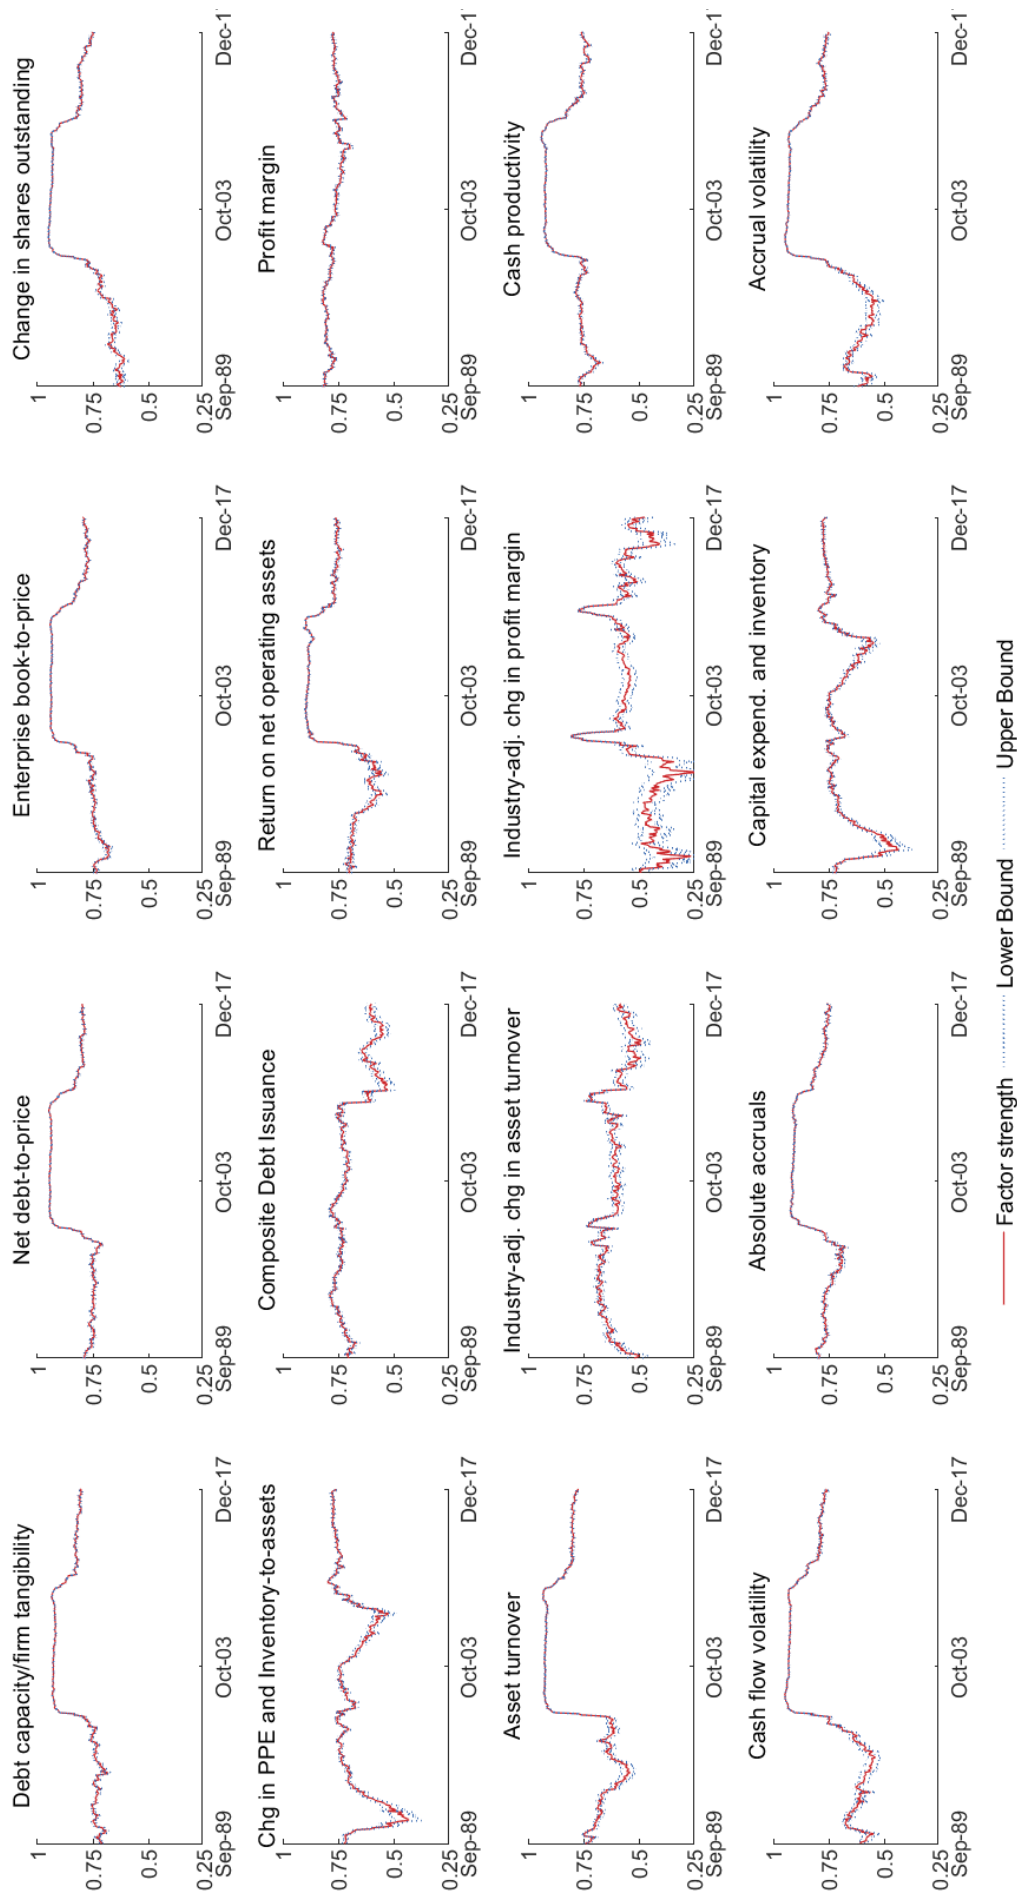 Debt capacity/firm tangibility
1
0.75
0.5
0.25
Sep-89 Oct-03 Dec-17
Net debt-to-price
1
0.75
0.5
0.25
Sep-89 Oct-03 Dec-17
Enterprise book-to-price
1
0.75
0.5
0.25
Sep-89 Oct-03 Dec-17
Change in shares outstanding
1
0.75
0.5
0.25
Sep-89 Oct-03 Dec-1
Chg in PPE and Inventory-to-assets
1
0.75
0.5
0.25
Sep-89 Oct-03 Dec-17
Composite Debt Issuance
1
0.75
0.5
0.25
Sep-89 Oct-03 Dec-17
Return on net operating assets
1
0.75
0.5
0.25
Sep-89 Oct-03 Dec-17
Profit margin
1
0.75
0.5
0.25
Sep-89 Oct-03 Dec-1
Asset turnover
1
0.75
0.5
0.25
Sep-89 Oct-03 Dec-17
Industry-adj. chg in asset turnover
1
0.75
0.5
0.25
Sep-89 Oct-03 Dec-17
Industry-adj. chg in profit margin
1
0.75
0.5
0.25
Sep-89 Oct-03 Dec-17
Cash productivity
1
0.75
0.5
0.25
Sep-89 Oct-03 Dec-1
Cash flow volatility
1
0.75
0.5
0.25
Sep-89 Oct-03 Dec-17
Absolute accruals
1
0.75
0.5
0.25
Sep-89 Oct-03 Dec-17
Capital expend. and inventory
1
0.75
0.5
0.25
Sep-89 Oct-03 Dec-17
Accrual volatility
1
0.75
0.5
0.25
Sep-89 Oct-03 Dec-1
Factor strength Lower Bound Upper Bound